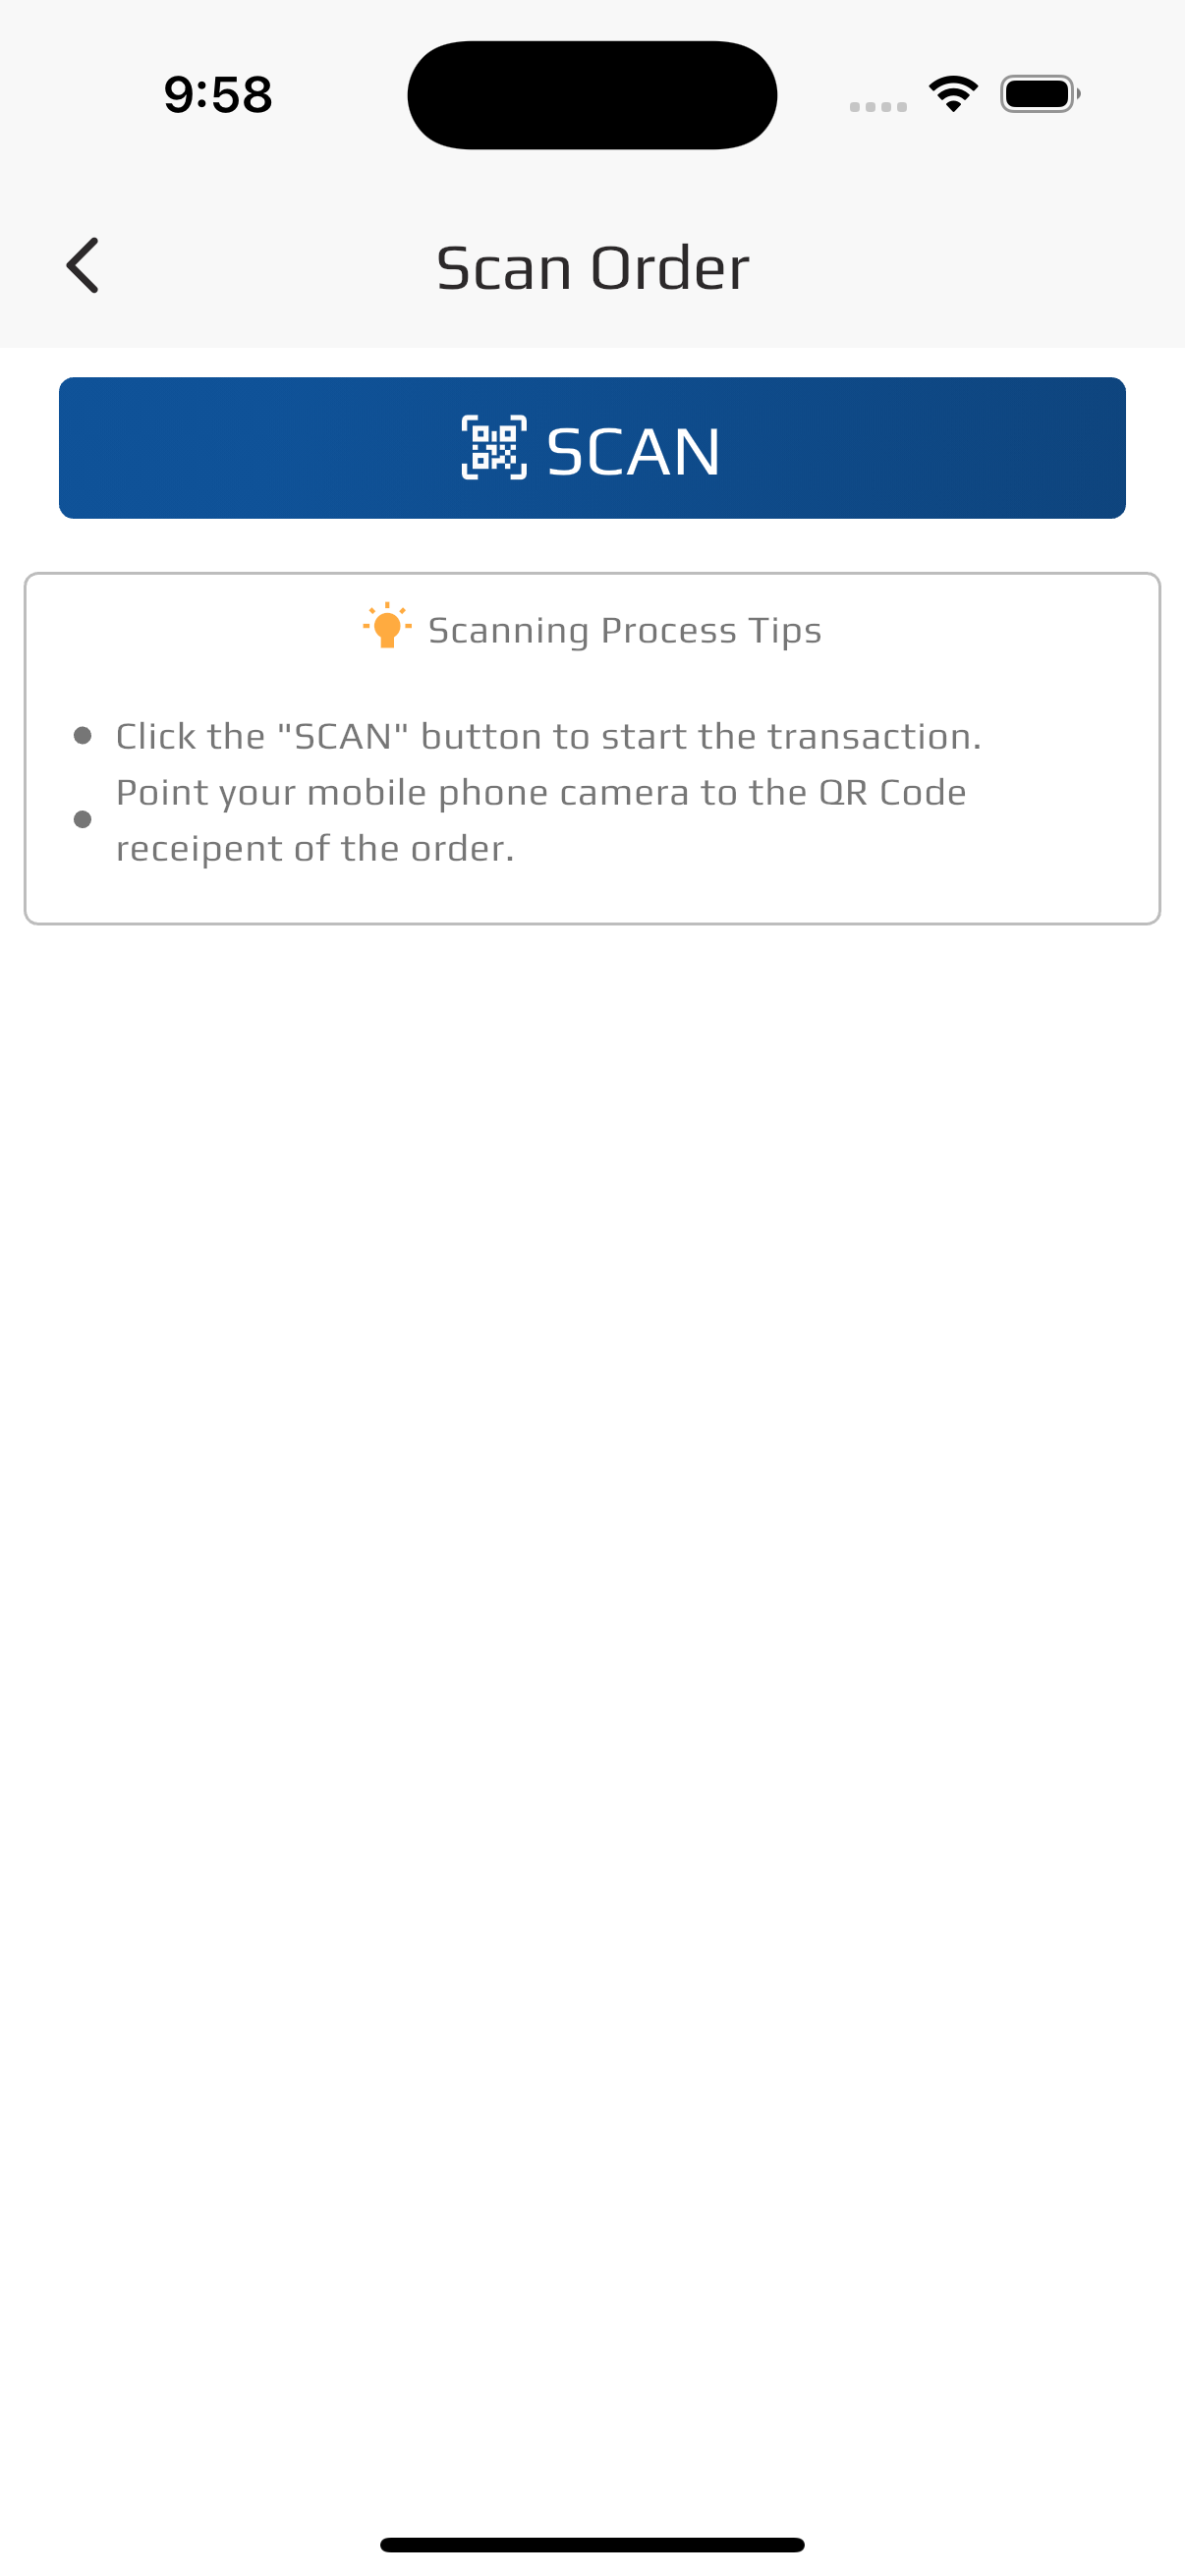 9:58
Scan Order
SCAN
Scanning Process Tips
Click the "SCAN" button to start the transaction.
Point your mobile phone camera to the QR Code
receipent of the order.